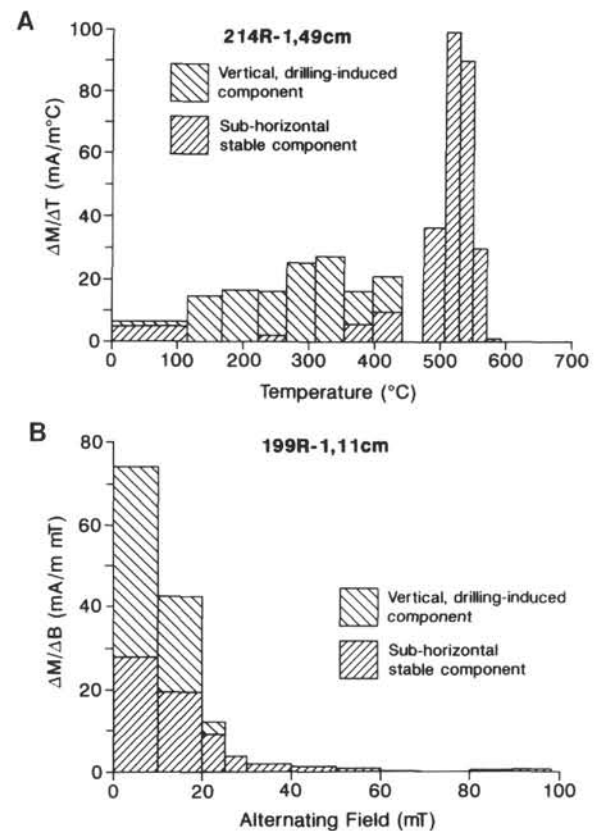 A
214R-1,49cm
Vertical, drilling-induced
component
Sub-horizontal
stable component
ΔM/ΔT (mA/m°C)
100
80
60
40
20
0
0 100 200 300 400 500 600 700
Temperature (°C)
B
199R-1,11cm
Vertical, drilling-induced
component
Sub-horizontal
stable component
ΔM/ΔB (mA/m mT)
80
60
40
20
0
0 20 40 60 80 100
Alternating Field (mT)